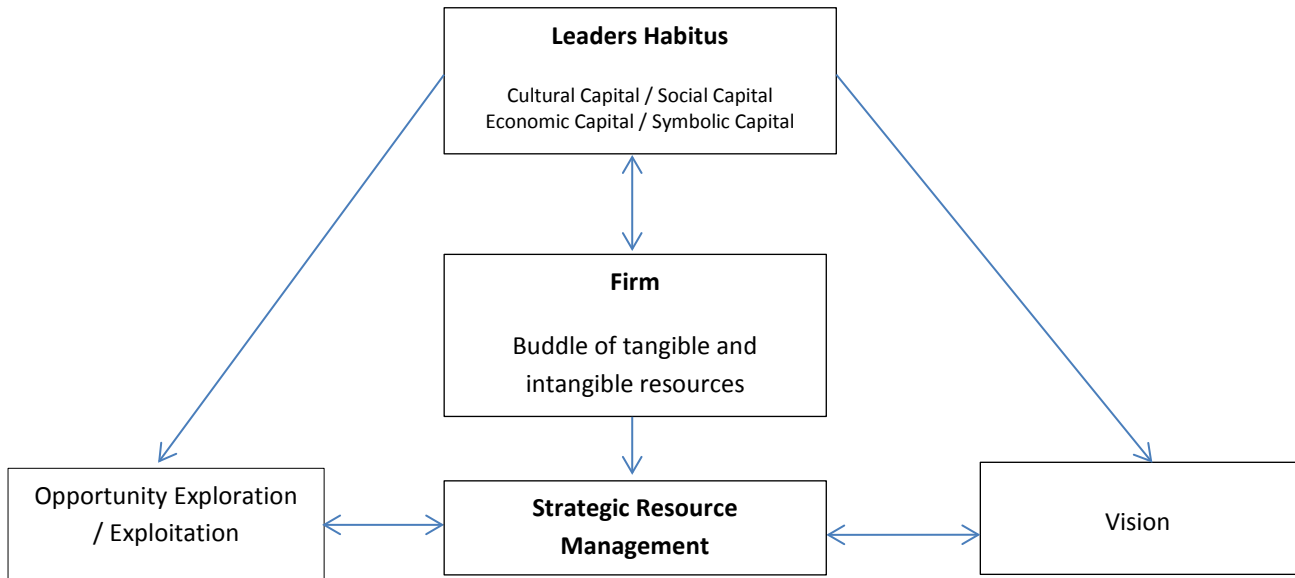 Leaders Habitus
Cultural Capital / Social Capital
Economic Capital / Symbolic Capital
Firm
Buddle of tangible and
intangible resources
Opportunity Exploration
/ Exploitation
Strategic Resource
Management
Vision